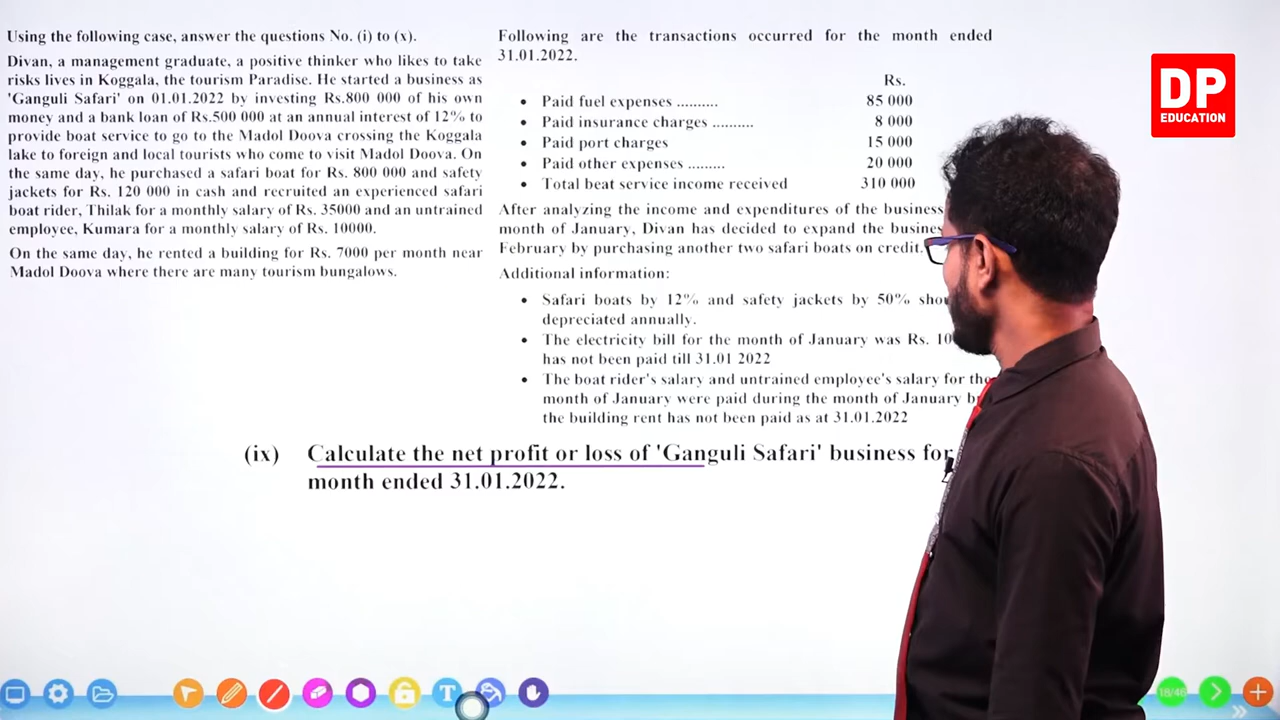 Using the following case, answer the questions No. (i) to (x).
Divan, a management graduate, a positive thinker who likes to take
risks lives in Koggala, the tourism Paradise. He started a business as
'Ganguli Safari' on 01.01.2022 by investing Rs.800 000 of his own
money and a bank loan of Rs.500 000 at an annual interest of 12% to
provide boat service to go to the Madol Doova crossing the Koggala
lake to foreign and local tourists who come to visit Madol Doova. On
the same day, he purchased a safari boat for Rs. 800 000 and safety
jackets for Rs. 120 000 in cash and recruited an experienced safari
boat rider, Thilak for a monthly salary of Rs. 35000 and an untrained
employee, Kumara for a monthly salary of Rs. 10000.
On the same day, he rented a building for Rs. 7000 per month near
Madol Doova where there are many tourism bungalows.
Following are the transactions occurred for the month ended
31.01.2022.
Rs.
• Paid fuel expenses .......... 85 000
• Paid insurance charges .......... 8 000
• Paid port charges 15 000
• Paid other expenses ......... 20 000
• Total beat service income received 310 000
After analyzing the income and expenditures of the business
month of January, Divan has decided to expand the
February by purchasing another two safari boats on credit.
Additional information:
• Safari boats by 12% and safety jackets by 50%
depreciated annually.
• The electricity bill for the month of January was Rs.
has not been paid till 31.01 2022
• The boat rider's salary and untrained employee's salary for
month of January were paid during the month of January
the building rent has not been paid as at 31.01.2022
(ix) Calculate the net profit or loss of 'Ganguli Safari' business for
month ended 31.01.2022.
DP
EDUCATION
T
18/46